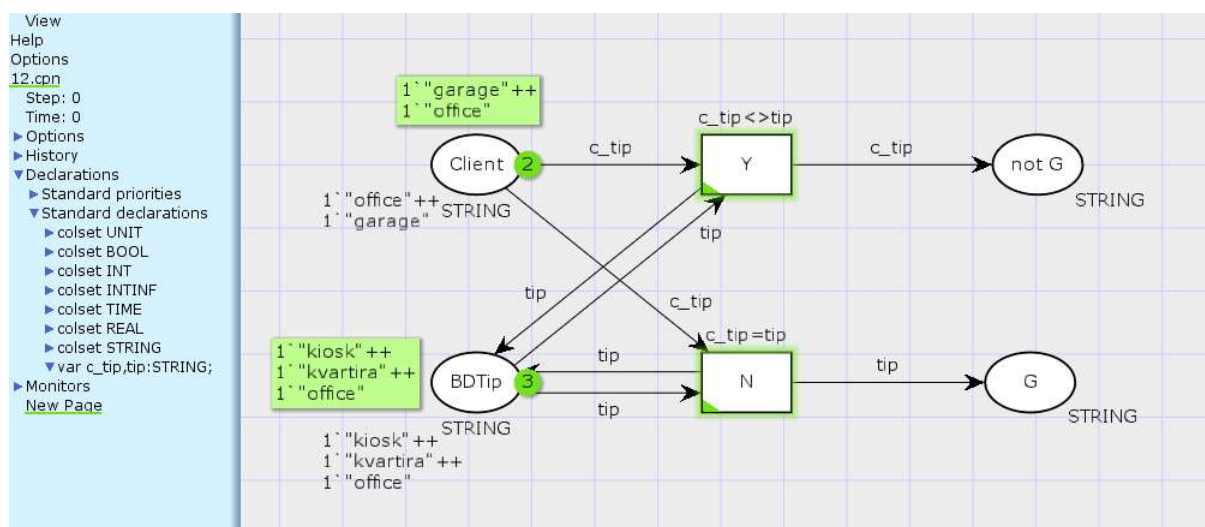 View
Help
Options
12.cpn
Step: 0
Time: 0
Options
History
Declarations
Standard priorities
Standard declarations
colset UNIT
colset BOOL
colset INT
colset INTINF
colset TIME
colset REAL
colset STRING
var c_tip,tip:STRING;
Monitors
New Page
1`"garage"++
1`"office"
Client
2
STRING
1`"office"++
1`"garage"
c_tip
c_tip<>tip
Y
c_tip
not G
STRING
tip
tip
c_tip
1`"kiosk"++
1`"kvartira"++
1`"office"
BDTip
3
STRING
1`"kiosk"++
1`"kvartira"++
1`"office"
tip
tip
c_tip=tip
N
tip
G
STRING